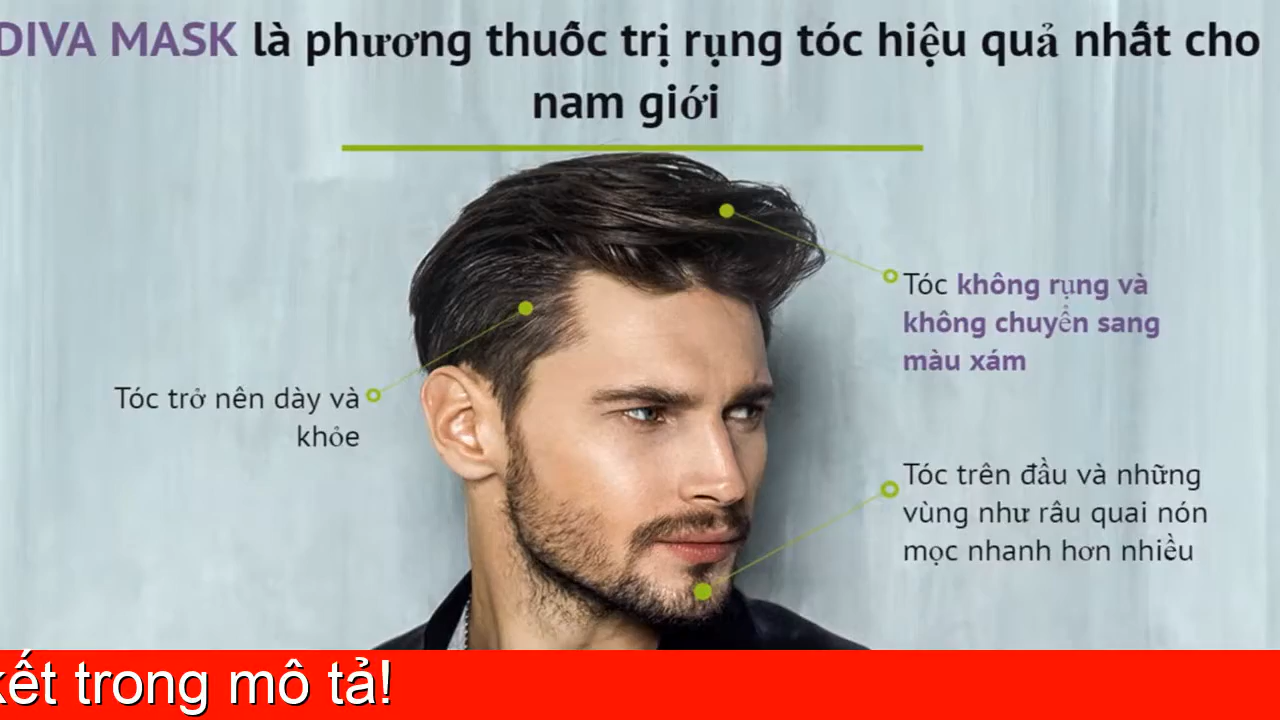 DIVA MASK là phương thuốc trị rụng tóc hiệu quả nhất cho
nam giới
Tóc không rụng và
không chuyển sang
màu xám
Tóc trở nên dày và
khỏe
Tóc trên đầu và những
vùng như râu quai nón
mọc nhanh hơn nhiều
kết trong mô tả!